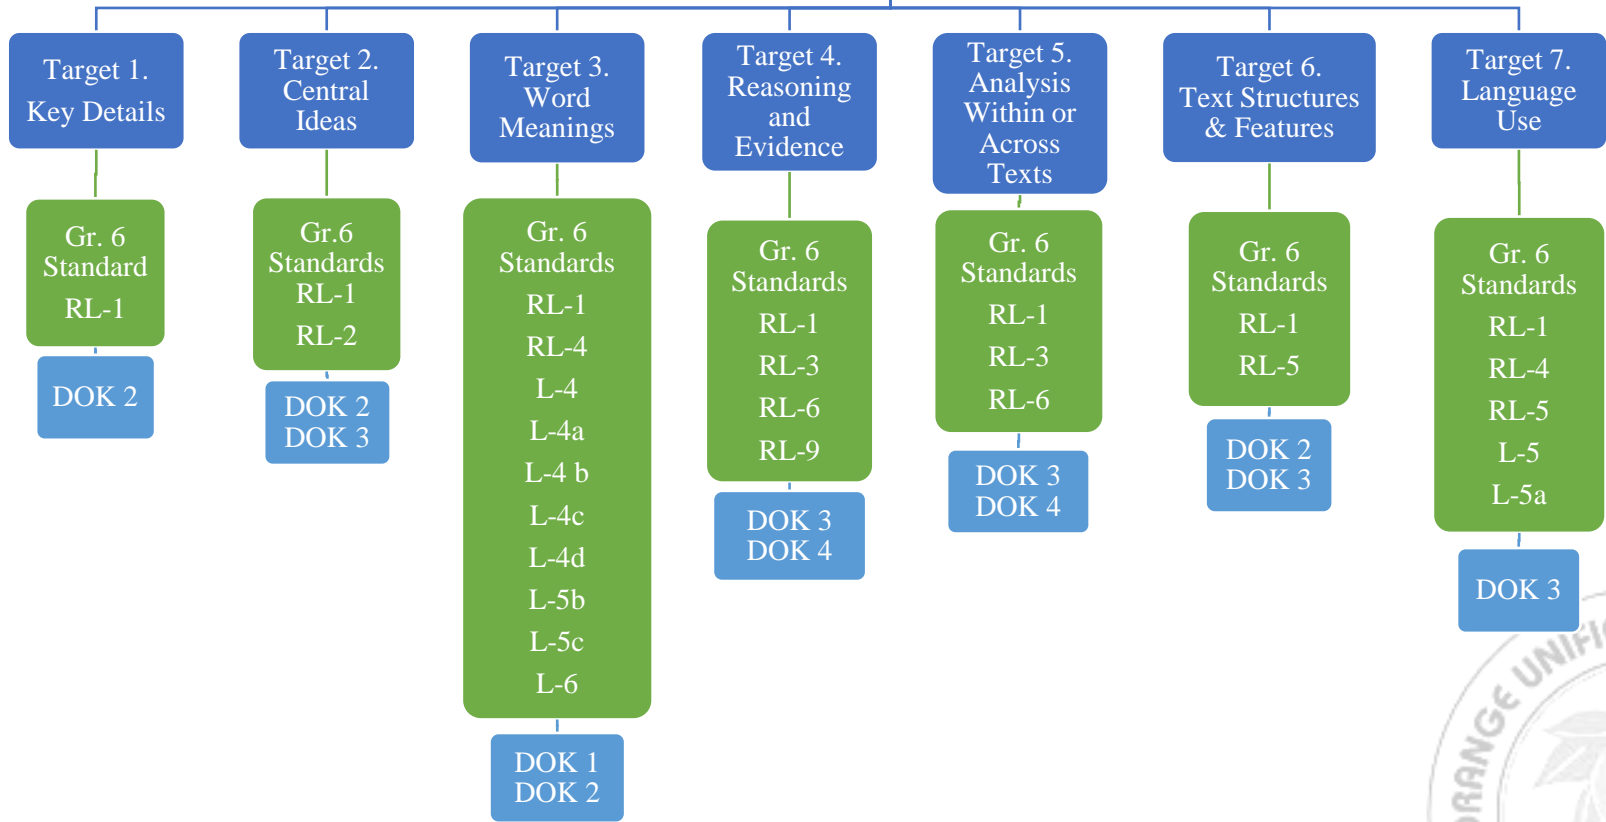 Target 1.
Key Details
Gr. 6
Standard
RL-1
DOK 2
Target 2.
Central
Ideas
Gr.6
Standards
RL-1
RL-2
DOK 2
DOK 3
Target 3.
Word
Meanings
Gr. 6
Standards
RL-1
RL-4
L-4
L-4a
L-4 b
L-4c
L-4d
L-5b
L-5c
L-6
DOK 1
DOK 2
Target 4.
Reasoning
and
Evidence
Gr. 6
Standards
RL-1
RL-3
RL-6
RL-9
DOK 3
DOK 4
Target 5.
Analysis
Within or
Across
Texts
Gr. 6
Standards
RL-1
RL-3
RL-6
DOK 3
DOK 4
Target 6.
Text Structures
& Features
Gr. 6
Standards
RL-1
RL-5
DOK 2
DOK 3
Target 7.
Language
Use
Gr. 6
Standards
RL-1
RL-4
RL-5
L-5
L-5a
DOK 3
ORANGE